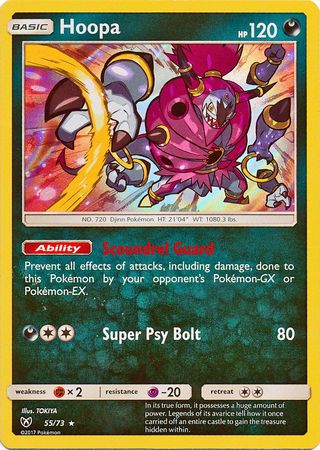 BASIC Hoopa HP 120
NO. 720 Djinn Pokémon HT: 21'04" WT: 1080.3 lbs.
Ability Scoundrel Guard
Prevent all effects of attacks, including damage, done to
this Pokémon by your opponent's Pokémon-GX or
Pokémon-EX.
Super Psy Bolt 80
weakness × 2 resistance -20 retreat
Illus. TOKIYA
55/73 ★
©2017 Pokémon
In its true form, it possesses a huge amount of
power. Legends of its avarice tell how it once
carried off an entire castle to gain the treasure
hidden within.